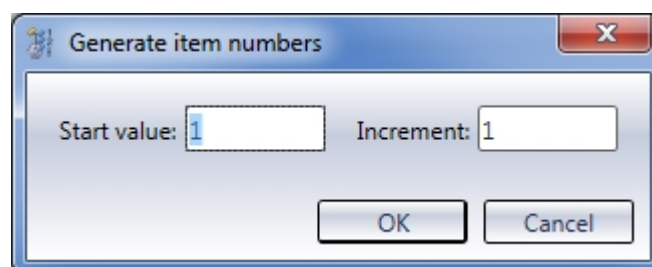 Generate item numbers
Start value: 1 Increment: 1
OK Cancel